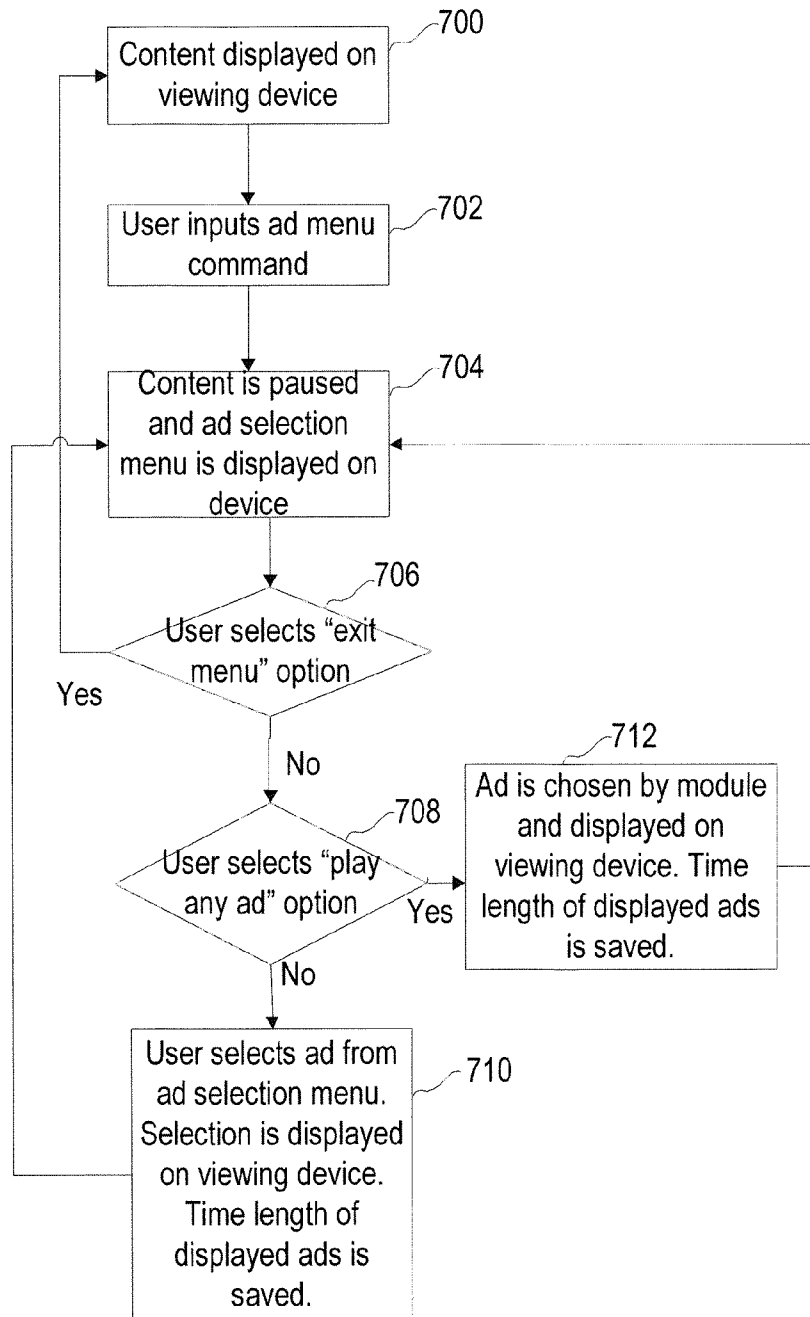 700
Content displayed on
viewing device
702
User inputs ad menu
command
704
Content is paused
and ad selection
menu is displayed on
device
706
User selects “exit
menu” option
Yes
No
708
User selects “play
any ad” option
Yes
No
712
Ad is chosen by module
and displayed on
viewing device. Time
length of displayed ads
is saved.
710
User selects ad from
ad selection menu.
Selection is displayed
on viewing device.
Time length of
displayed ads is
saved.